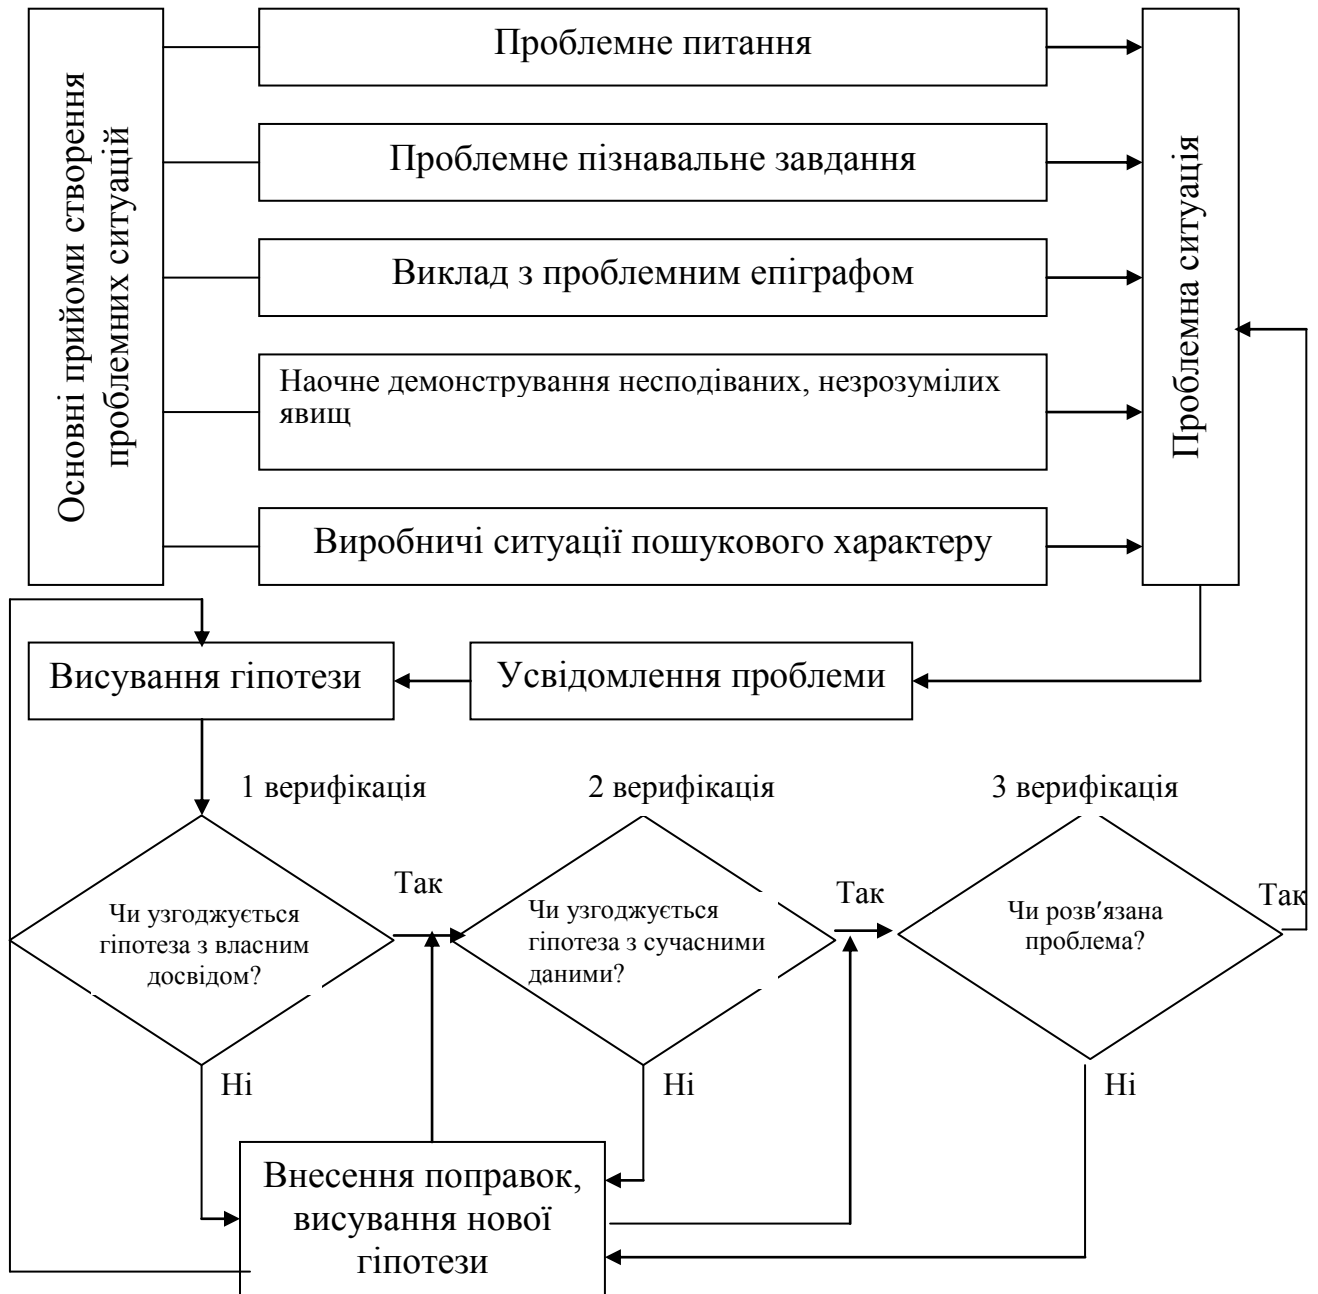 Основні прийоми створення
проблемних ситуацій
Проблемне питання
Проблемне пізнавальне завдання
Виклад з проблемним епіграфом
Наочне демонстрування несподіваних, незрозумілих
явищ
Виробничі ситуації пошукового характеру
Проблемна ситуація
Висування гіпотези
Усвідомлення проблеми
1 верифікація
2 верифікація
3 верифікація
Чи узгоджується
гіпотеза з власним
досвідом?
Так
Чи узгоджується
гіпотеза з сучасними
даними?
Так
Чи розв′язана
проблема?
Так
Ні
Ні
Ні
Внесення поправок,
висування нової
гіпотези